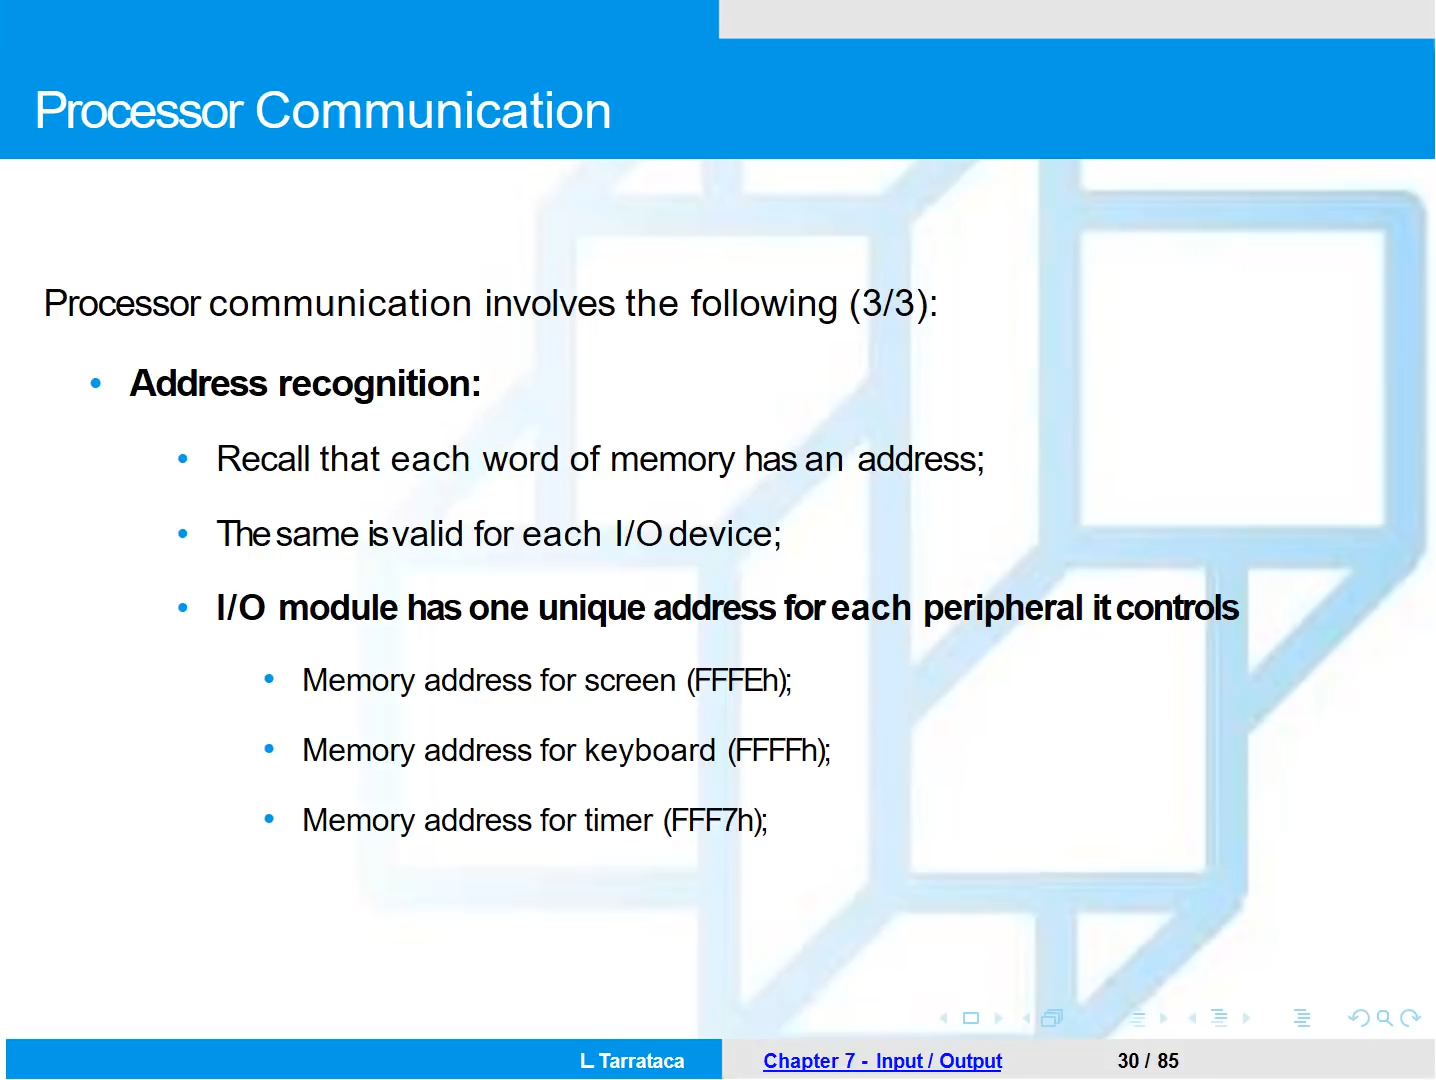 Processor Communication
Processor communication involves the following (3/3):
• Address recognition:
• Recall that each word of memory has an address;
• The same is valid for each I/O device;
• I/O module has one unique address for each peripheral it controls
• Memory address for screen (FFFEh);
• Memory address for keyboard (FFFFh);
• Memory address for timer (FFF7h);
L Tarrataca Chapter 7 - Input / Output 30 / 85